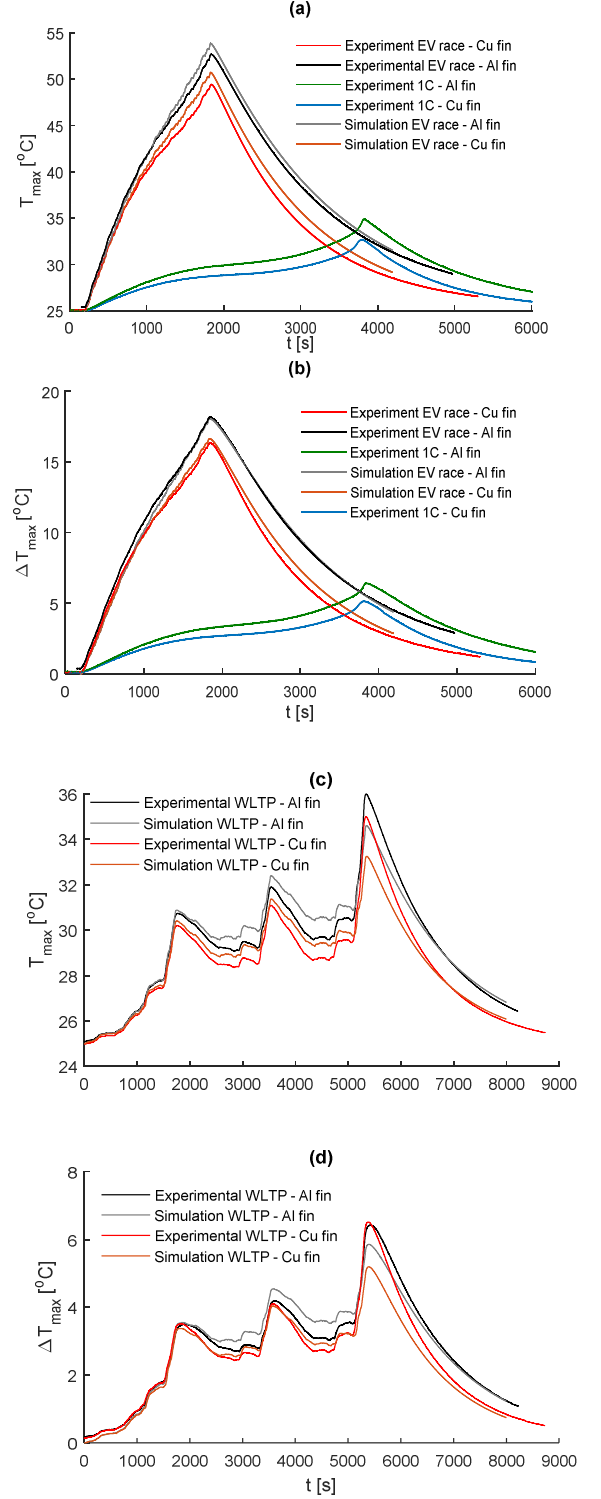 (a)
T_max [°C]
55
50
45
40
35
30
25
Experiment EV race - Cu fin
Experimental EV race - Al fin
Experiment 1C - Al fin
Experiment 1C - Cu fin
Simulation EV race - Al fin
Simulation EV race - Cu fin
0 1000 2000 3000 4000 5000 6000
t [s]
(b)
Δ T_max [°C]
20
15
10
5
0
Experiment EV race - Cu fin
Experiment EV race - Al fin
Experiment 1C - Al fin
Simulation EV race - Al fin
Simulation EV race - Cu fin
Experiment 1C - Cu fin
0 1000 2000 3000 4000 5000 6000
t [s]
(c)
T_max [°C]
36
34
32
30
28
26
24
Experimental WLTP - Al fin
Simulation WLTP - Al fin
Experimental WLTP - Cu fin
Simulation WLTP - Cu fin
0 1000 2000 3000 4000 5000 6000 7000 8000 9000
(d)
Δ T_max [°C]
8
6
4
2
0
Experimental WLTP - Al fin
Simulation WLTP - Al fin
Experimental WLTP - Cu fin
Simulation WLTP - Cu fin
0 1000 2000 3000 4000 5000 6000 7000 8000 9000
t [s]